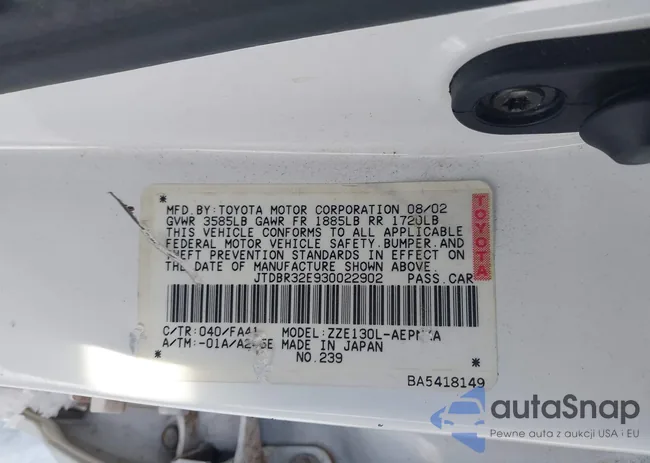 MFD.BY:TOYOTA MOTOR CORPORATION 08/02
GVWR 3585LB GAWR FR 1885LB RR 1720LB
THIS VEHICLE CONFORMS TO ALL APPLICABLE
FEDERAL MOTOR VEHICLE SAFETY,BUMPER,AND
THEFT PREVENTION STANDARDS IN EFFECT ON
THE DATE OF MANUFACTURE SHOWN ABOVE.
JTDBR32E930022902 PASS.CAR
TOYOTA
C/TR:040/FA41 MODEL:ZZE130L-
A/TM:-01A/ MADE IN JAPAN
NO.239
BA5418149
autoSnap
Pewne auta z aukcji USA i EU